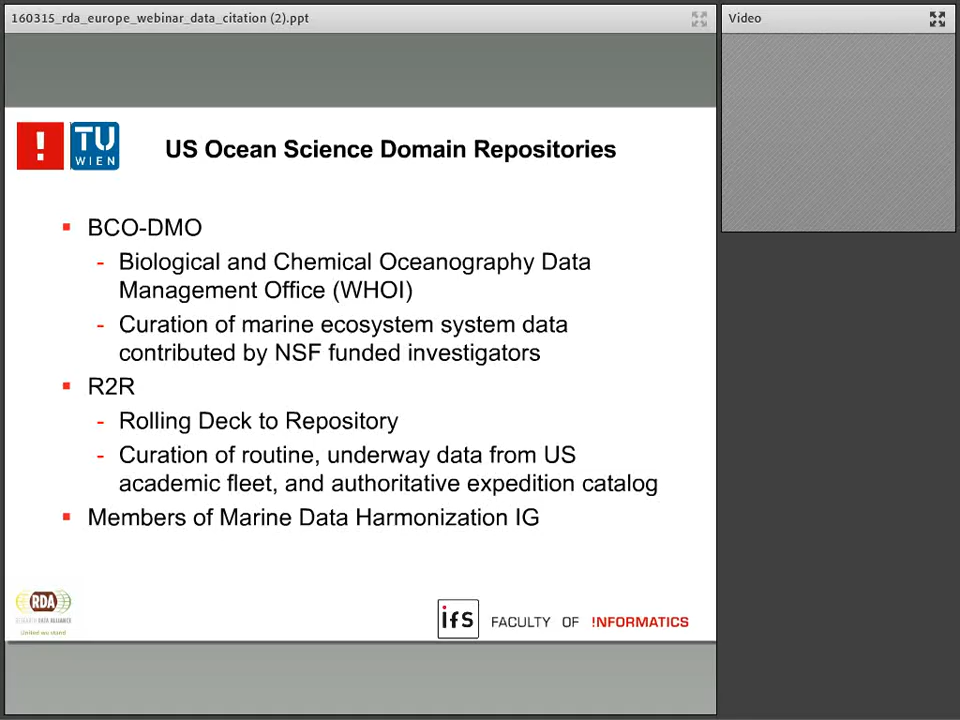 160315_rda_europe_webinar_data_citation (2).ppt
Video
!
TU
WIEN
US Ocean Science Domain Repositories
BCO-DMO
- Biological and Chemical Oceanography Data
Management Office (WHOI)
- Curation of marine ecosystem system data
contributed by NSF funded investigators
R2R
- Rolling Deck to Repository
- Curation of routine, underway data from US
academic fleet, and authoritative expedition catalog
Members of Marine Data Harmonization IG
RDA
RESEARCH DATA ALLIANCE
United we stand
ifs
FACULTY OF !NFORMATICS